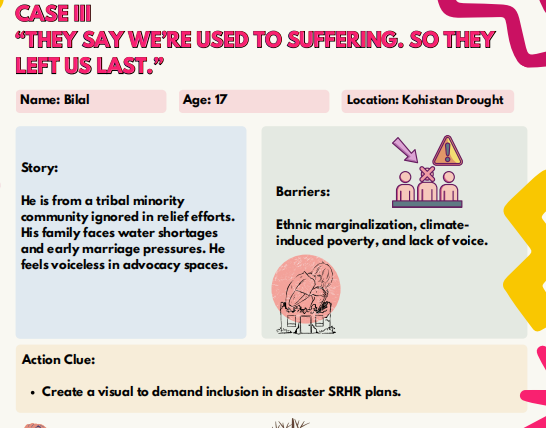 CASE III
“THEY SAY WE’RE USED TO SUFFERING. SO THEY
LEFT US LAST.”
Name: Bilal
Age: 17
Location: Kohistan Drought
Story:
He is from a tribal minority
community ignored in relief efforts.
His family faces water shortages
and early marriage pressures. He
feels voiceless in advocacy spaces.
Barriers:
Ethnic marginalization, climate-
induced poverty, and lack of voice.
Action Clue:
• Create a visual to demand inclusion in disaster SRHR plans.